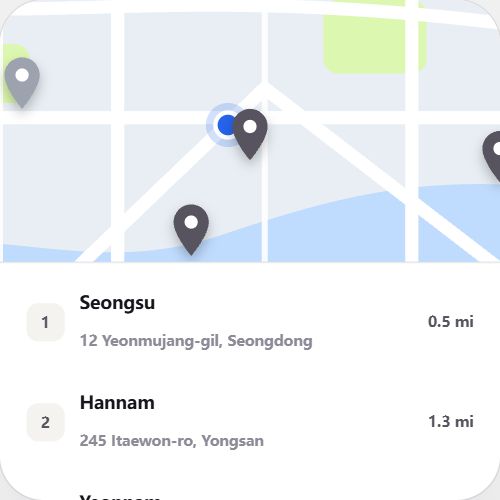 Seongsu
1
0.5 mi
12 Yeonmujang-gil, Seongdong
Hannam
2
1.3 mi
245 Itaewon-ro, Yongsan